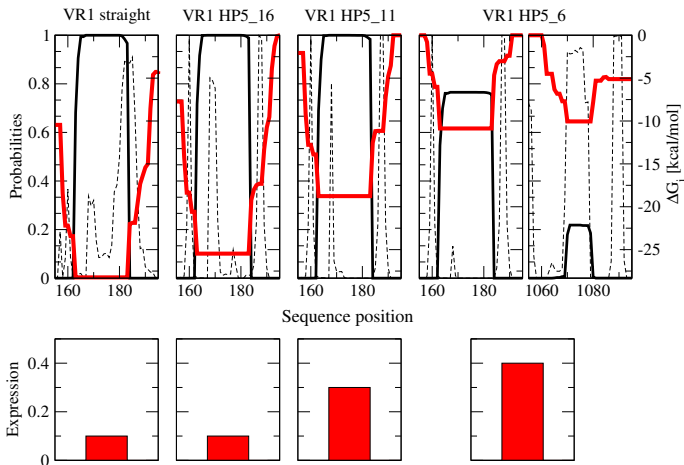 VR1 straight VR1 HP5_16 VR1 HP5_11 VR1 HP5_6
1 0
0.8 -5
0.6 -10
0.4 -15
0.2 -20
0 -25
Probabilities
ΔGi [kcal/mol]
160 180 160 180 160 180 160 180 1060 1080
Sequence position
Expression
0.4
0.2
0